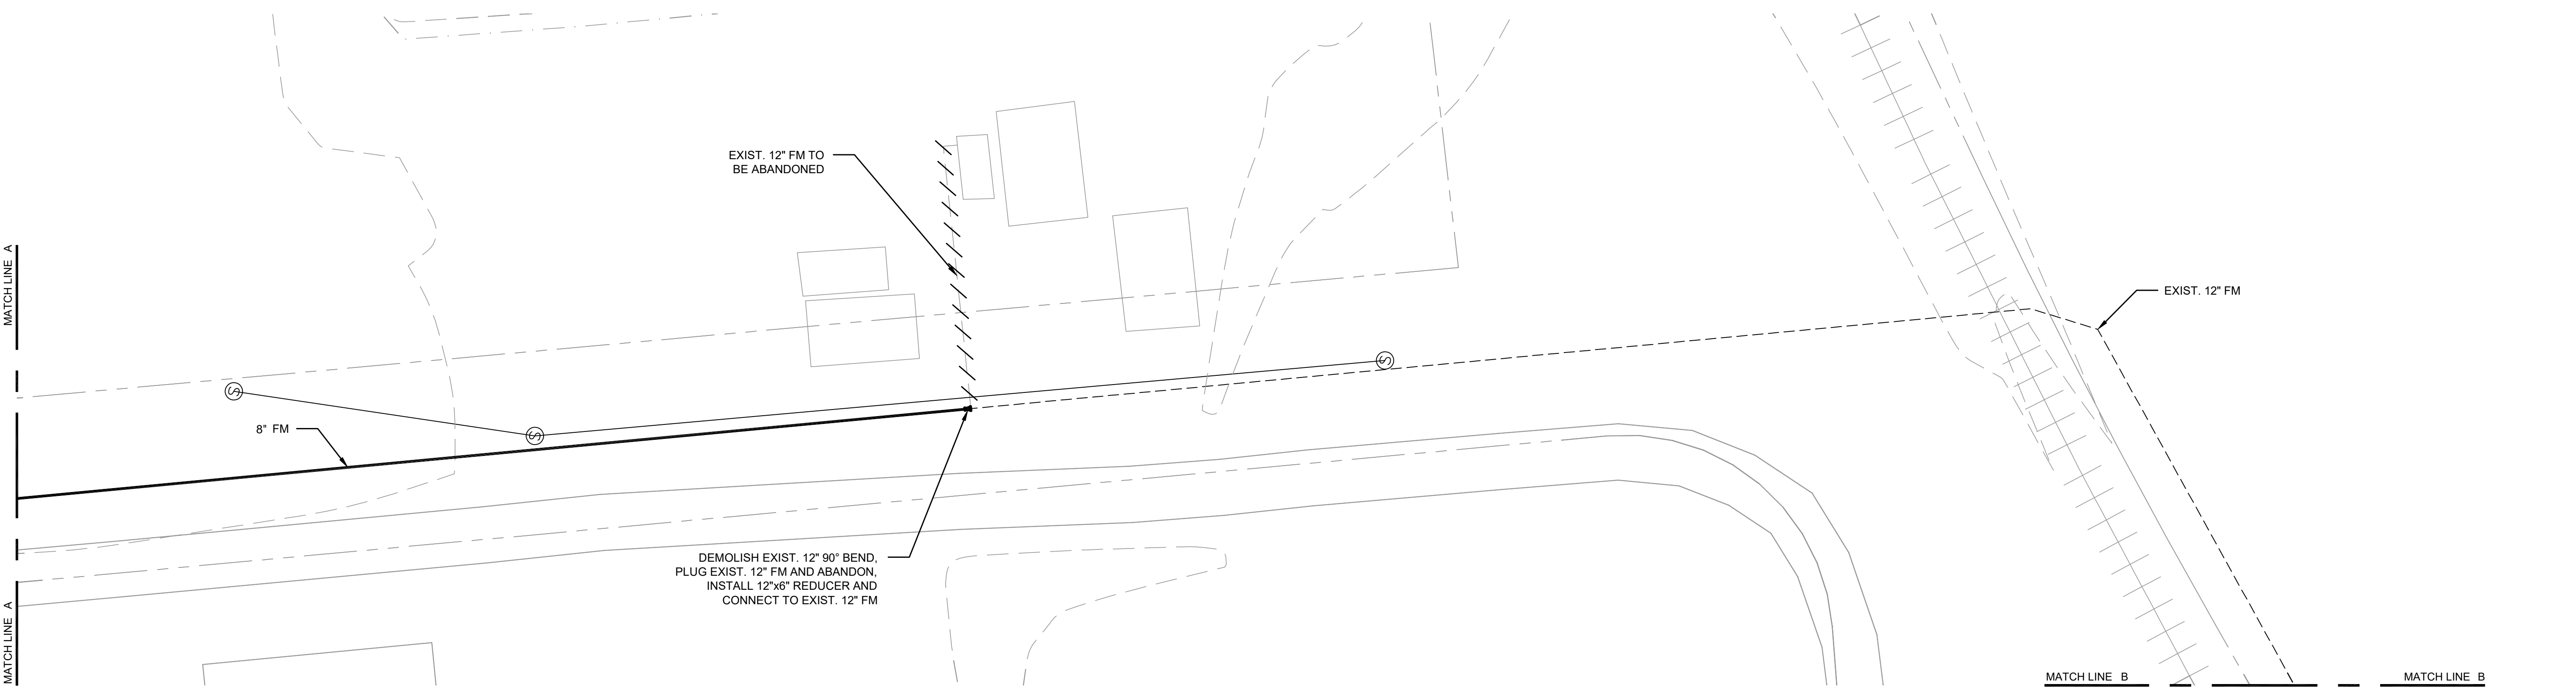 EXIST. 12" FM TO
BE ABANDONED
MATCH LINE A
EXIST. 12" FM
S
S
S
8" FM
DEMOLISH EXIST. 12" 90° BEND,
PLUG EXIST. 12" FM AND ABANDON,
INSTALL 12"x6" REDUCER AND
CONNECT TO EXIST. 12" FM
MATCH LINE A
MATCH LINE B
MATCH LINE B